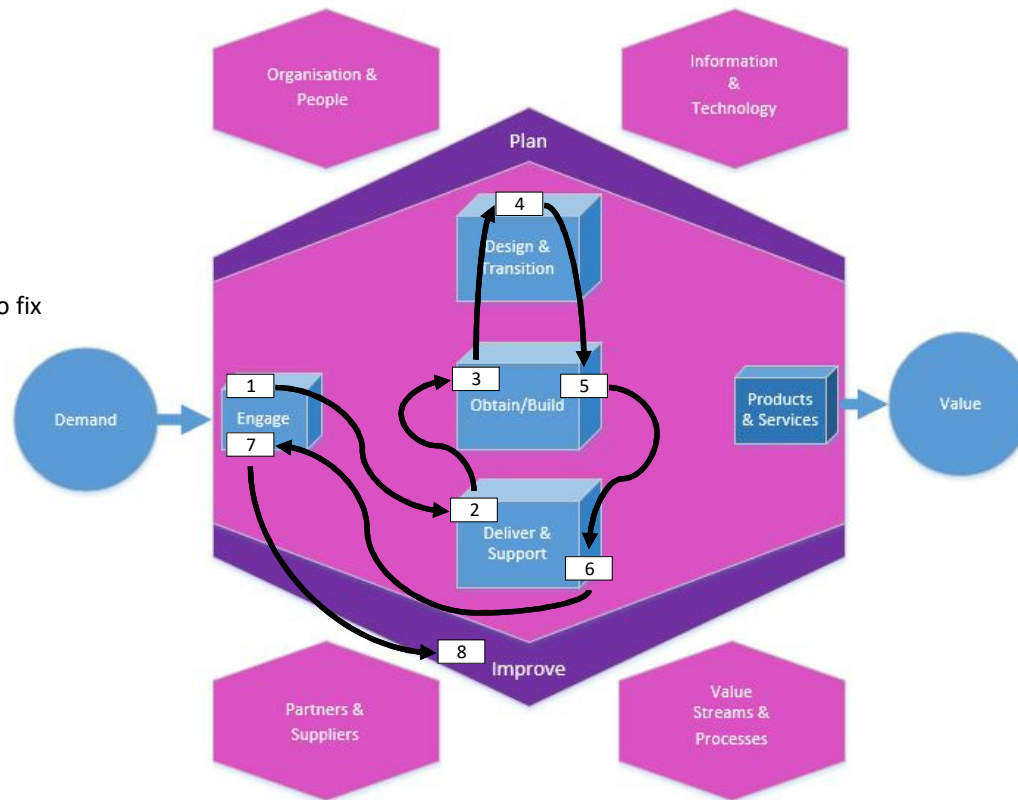 Organisation &
People
Information
&
Technology
Plan
4
Design &
Transition
o fix
Demand
1
Engage
7
3
5
Obtain/Build
Products
& Services
Value
2
Deliver &
Support
6
8
Improve
Partners &
Suppliers
Value
Streams &
Processes